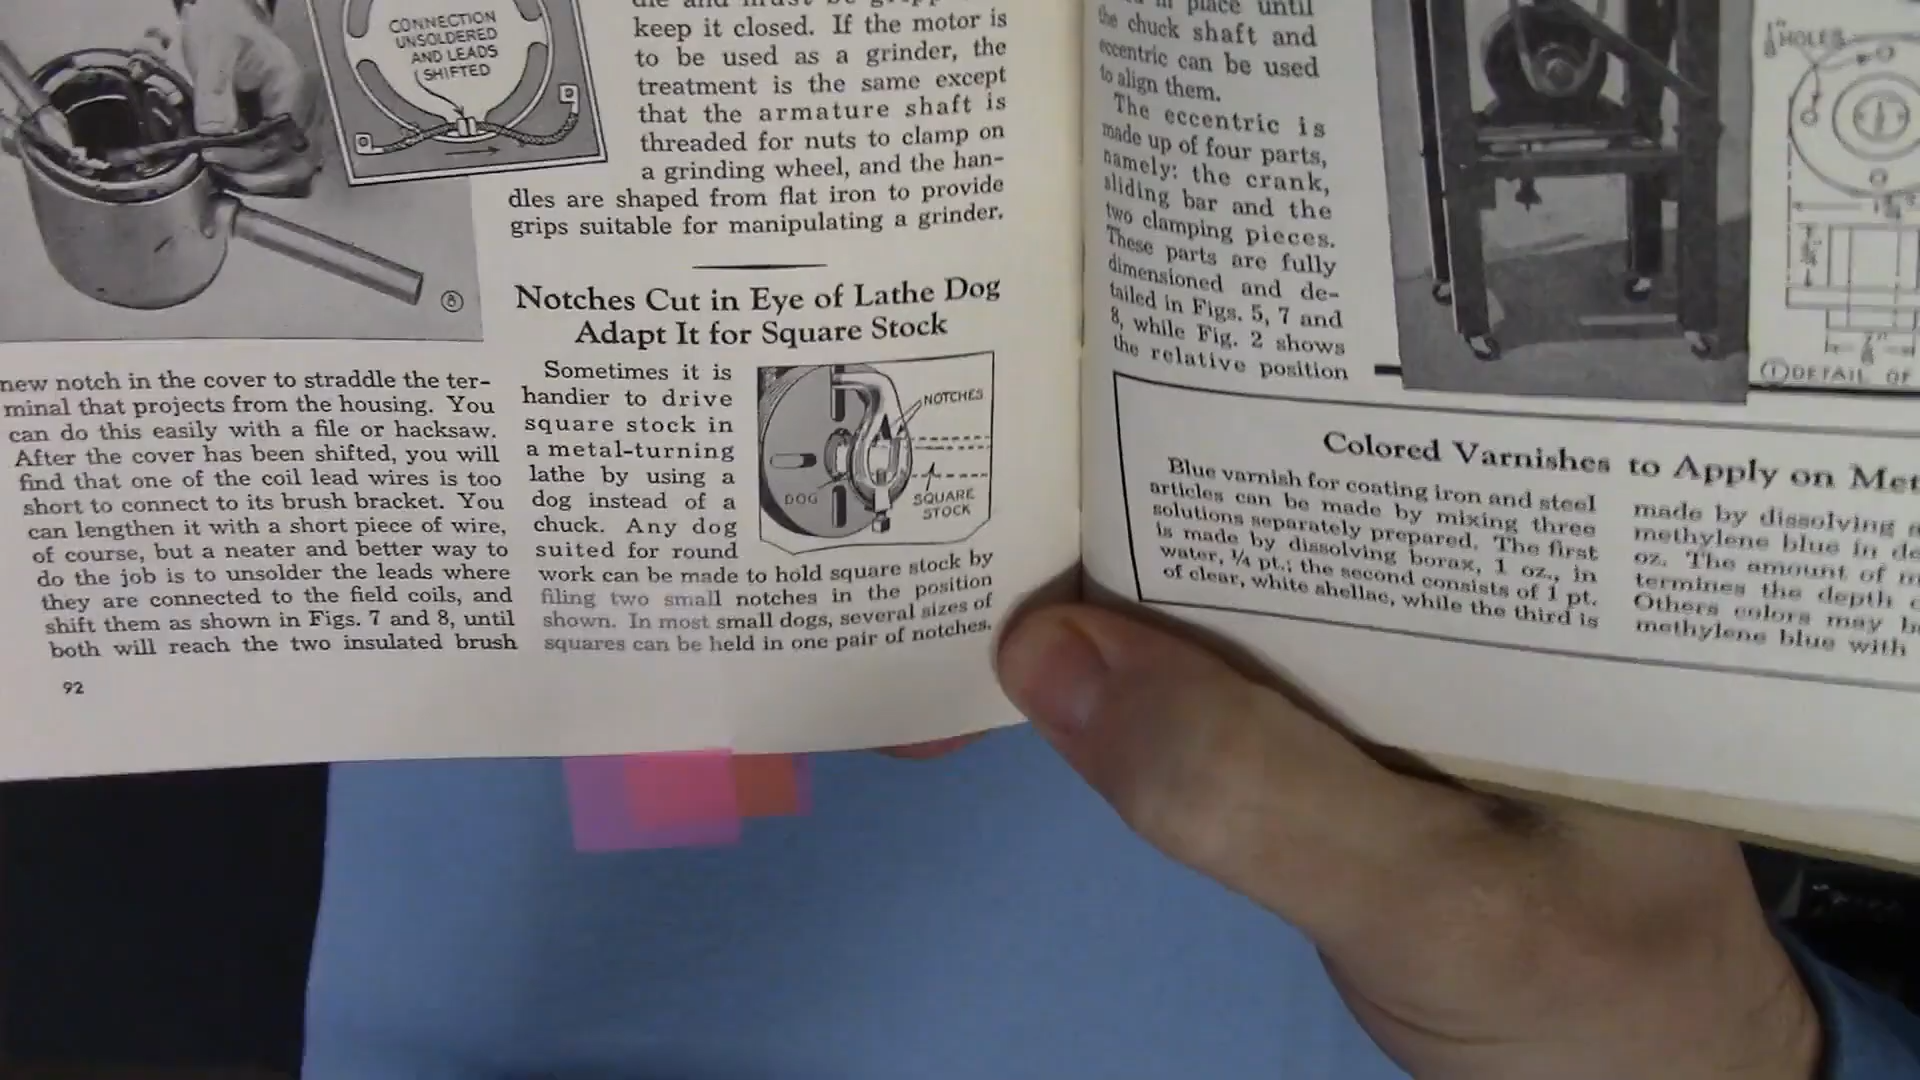 CONNECTION
UNSOLDERED
AND LEADS
SHIFTED
keep it closed. If the motor is
to be used as a grinder, the
treatment is the same except
that the armature shaft is
threaded for nuts to clamp on
a grinding wheel, and the han-
dles are shaped from flat iron to provide
grips suitable for manipulating a grinder.
8
new notch in the cover to straddle the ter-
minal that projects from the housing. You
can do this easily with a file or hacksaw.
After the cover has been shifted, you will
find that one of the coil lead wires is too
short to connect to its brush bracket. You
can lengthen it with a short piece of wire,
of course, but a neater and better way to
do the job is to unsolder the leads where
they are connected to the field coils, and
shift them as shown in Figs. 7 and 8, until
both will reach the two insulated brush
92
Notches Cut in Eye of Lathe Dog
Adapt It for Square Stock
Sometimes it is
handier to drive
square stock in
a metal-turning
lathe by using a
dog instead of a
chuck. Any dog
suited for round
work can be made to hold square stock by
filing two small notches in the position
shown. In most small dogs, several sizes of
squares can be held in one pair of notches.
NOTCHES
DOG
SQUARE
STOCK
in place until
the chuck shaft and
eccentric can be used
to align them.
The eccentric is
made up of four parts,
namely: the crank,
sliding bar and the
two clamping pieces.
These parts are fully
dimensioned and de-
tailed in Figs. 5, 7 and
8, while Fig. 2 shows
the relative position
HOLES
1 DETAIL OF
Colored Varnishes to Apply on Met
Blue varnish for coating iron and steel
articles can be made by mixing three
solutions separately prepared. The first
is made by dissolving borax, 1 oz., in
water, ¼ pt.; the second consists of 1 pt.
of clear, white shellac, while the third is
made by dissolving
methylene blue in
oz. The amount of
termines the depth
Others colors may
methylene blue with